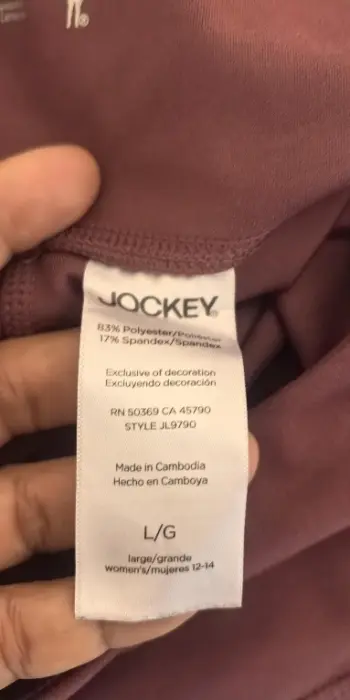 JOCKEY
83% Polyester/Poliéster
17% Spandex/Spandex
Exclusive of decoration
Excluyendo decoración
RN 50369 CA 45790
STYLE JL9790
Made in Cambodia
Hecho en Camboya
L/G
large/grande
women's/mujeres 12-14